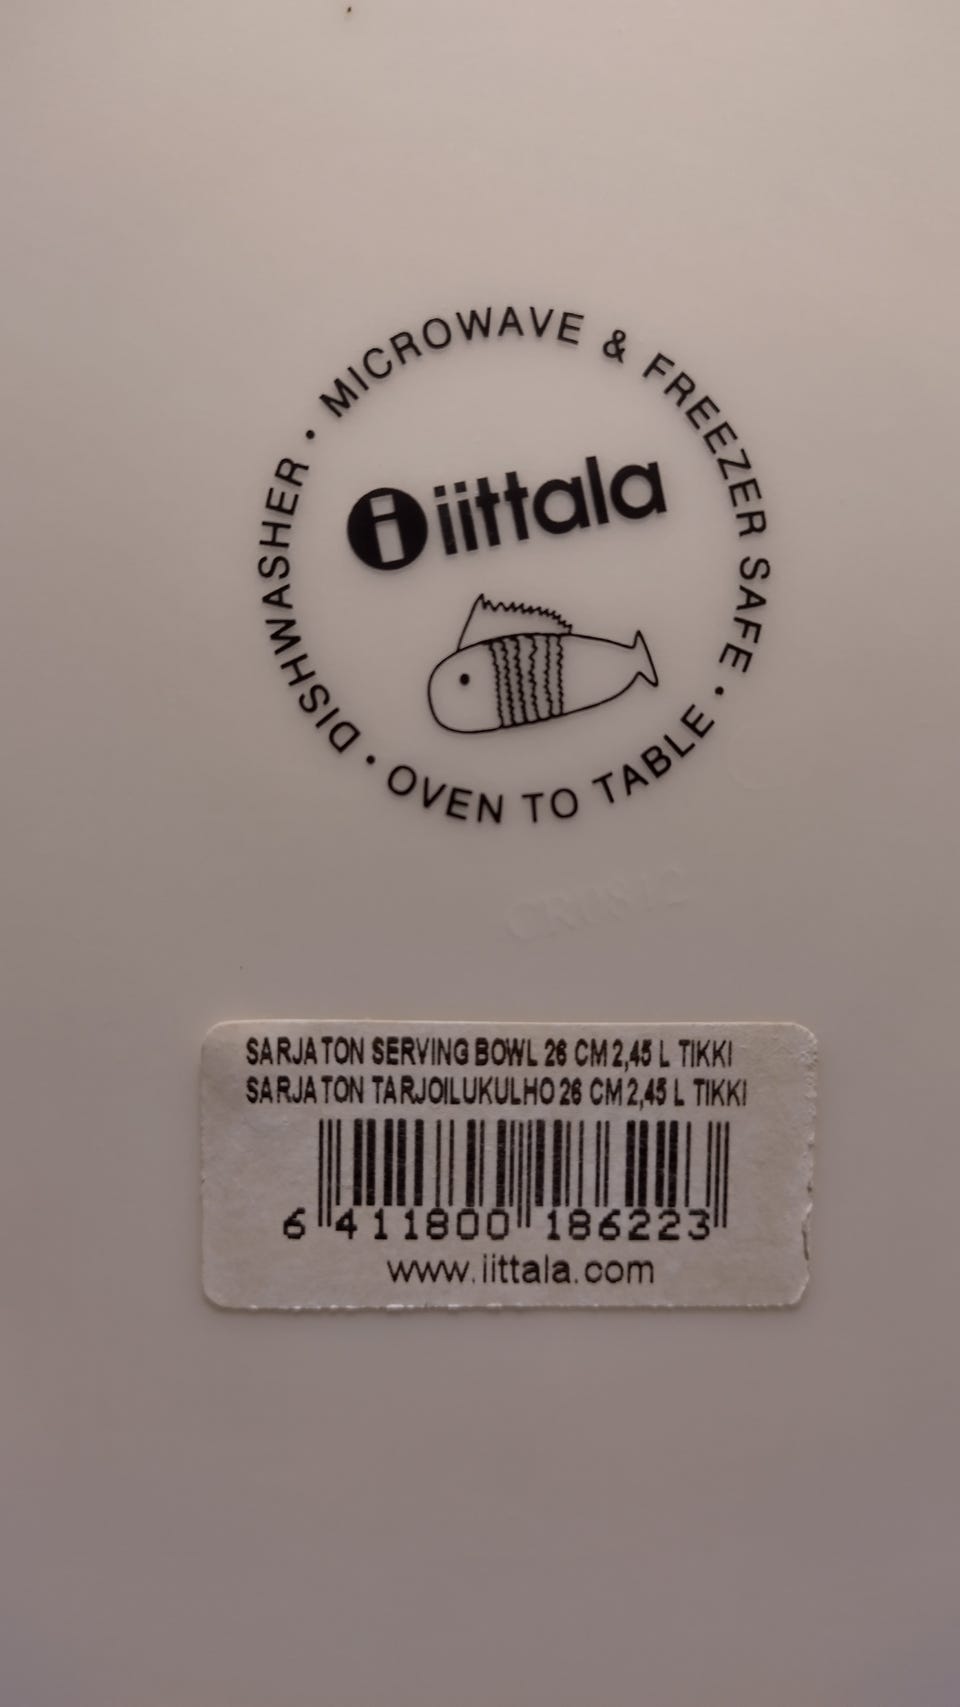 MICROWAVE & FREEZER SAFE • OVEN TO TABLE • DISHWASHER •
iittala
SARJATON SERVING BOWL 26 CM 2,45 L TIKKI
SARJATON TARJOILUKULHO 26 CM 2,45 L TIKKI
6 411800 186223
www.iittala.com